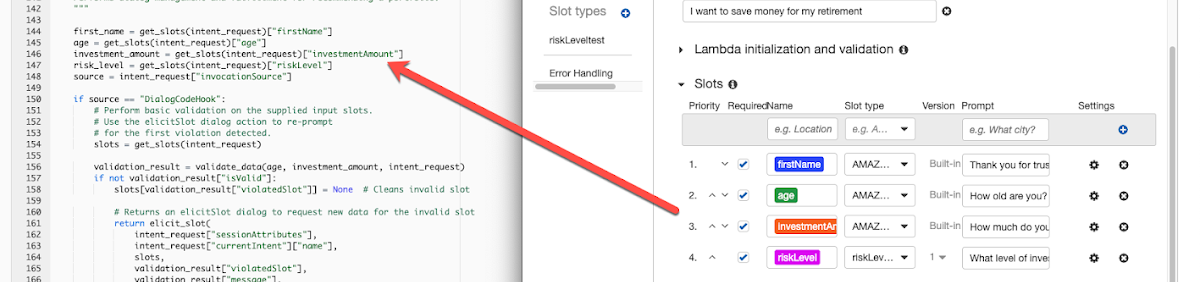 142 """
143
144 first_name = get_slots(intent_request)["firstName"]
145 age = get_slots(intent_request)["age"]
146 investment_amount = get_slots(intent_request)["investmentAmount"]
147 risk_level = get_slots(intent_request)["riskLevel"]
148 source = intent_request["invocationSource"]
149
150 if source == "DialogCodeHook":
151 # Perform basic validation on the supplied input slots.
152 # Use the elicitSlot dialog action to re-prompt
153 # for the first violation detected.
154 slots = get_slots(intent_request)
155
156 validation_result = validate_data(age, investment_amount, intent_request)
157 if not validation_result["isValid"]:
158 slots[validation_result["violatedSlot"]] = None # Cleans invalid slot
159
160 # Returns an elicitSlot dialog to request new data for the invalid slot
161 return elicit_slot(
162 intent_request["sessionAttributes"],
163 intent_request["currentIntent"]["name"],
164 slots,
165 validation_result["violatedSlot"],
166 validation_result["message"],
Slot types
riskLeveltest
Error Handling
I want to save money for my retirement
Lambda initialization and validation
Slots
Priority Required Name Slot type Version Prompt Settings
e.g. Location e.g. A... e.g. What city?
1. firstName AMAZ... Built-in Thank you for trus
2. age AMAZ... Built-in How old are you?
3. investmentAm AMAZ... Built-in How much do you
4. riskLevel riskLev... 1 What level of inves